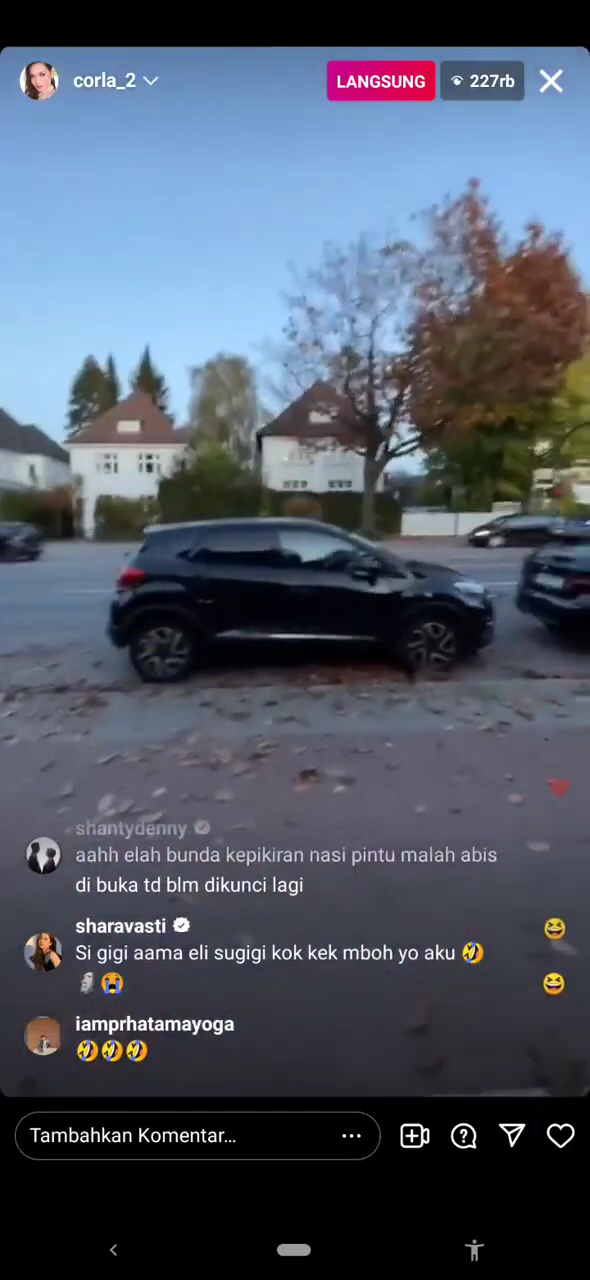 corla_2
LANGSUNG
227rb
shantydenny
aahh elah bunda kepikiran nasi pintu malah abis
di buka td blm dikunci lagi
sharavasti
Si gigi aama eli sugigi kok kek mboh yo aku 🤣
🗿😭
iamprhatamayoga
🤣🤣🤣
Tambahkan Komentar...